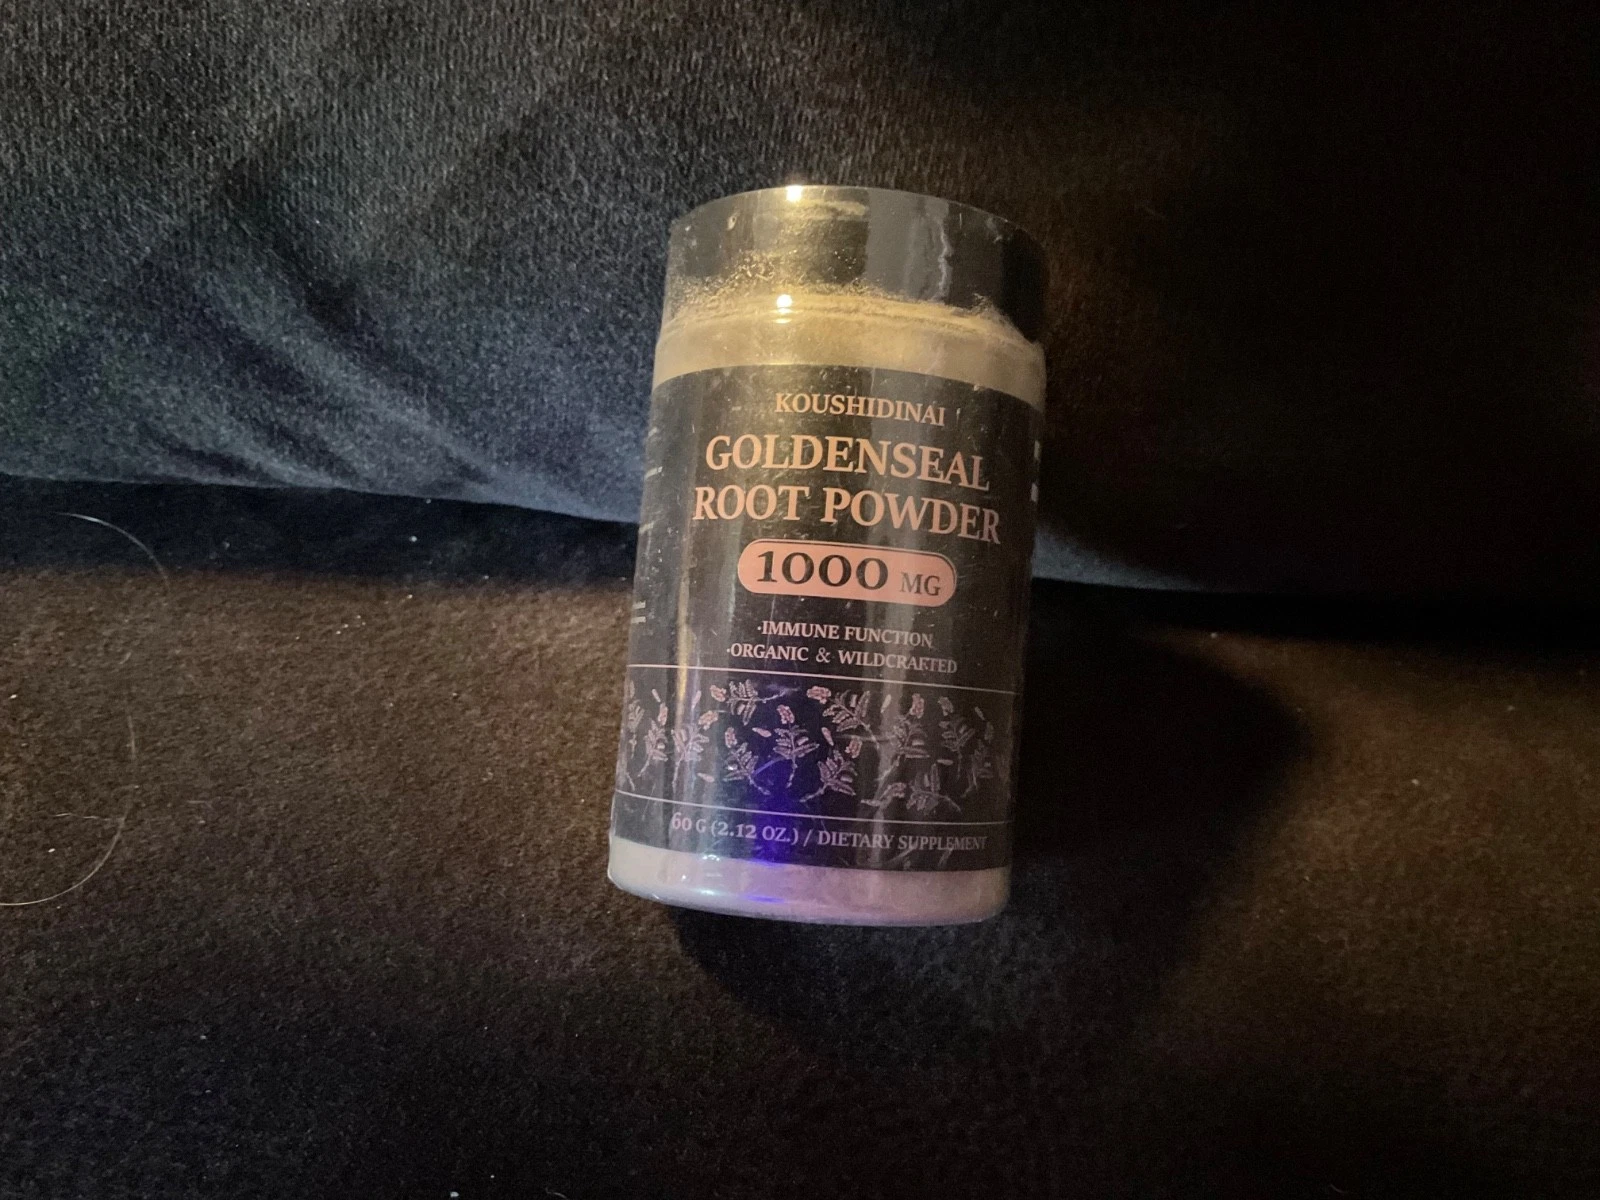 KOUSHIDINAI
GOLDENSEAL
ROOT POWDER
1000 MG
·IMMUNE FUNCTION
·ORGANIC & WILDCRAFTED
60 G (2.12 OZ.) / DIETARY SUPPLEMENT